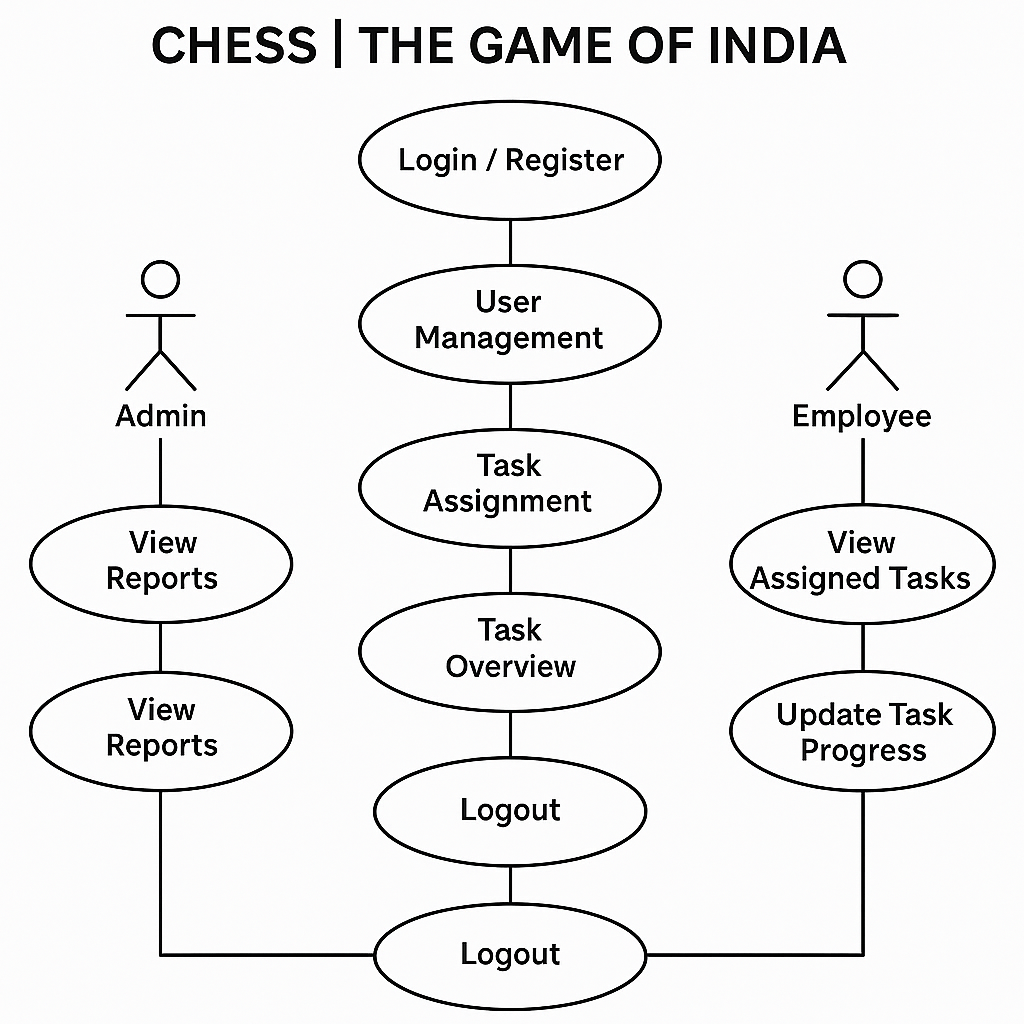 CHESS | THE GAME OF INDIA
Login / Register
User
Management
Task
Assignment
Task
Overview
Logout
Logout
Admin
View
Reports
View
Reports
Employee
View
Assigned Tasks
Update Task
Progress